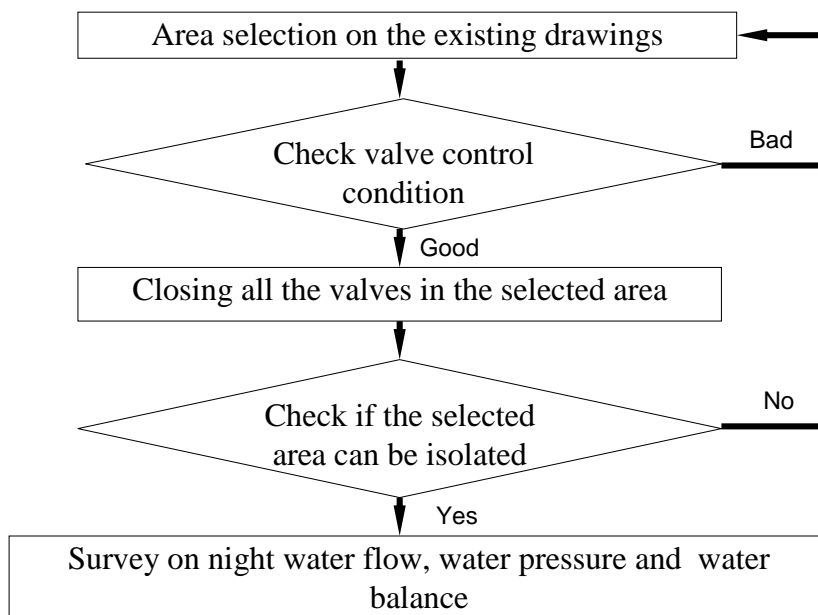 Area selection on the existing drawings
Check valve control
condition
Bad
Good
Closing all the valves in the selected area
Check if the selected
area can be isolated
No
Yes
Survey on night water flow, water pressure and water
balance